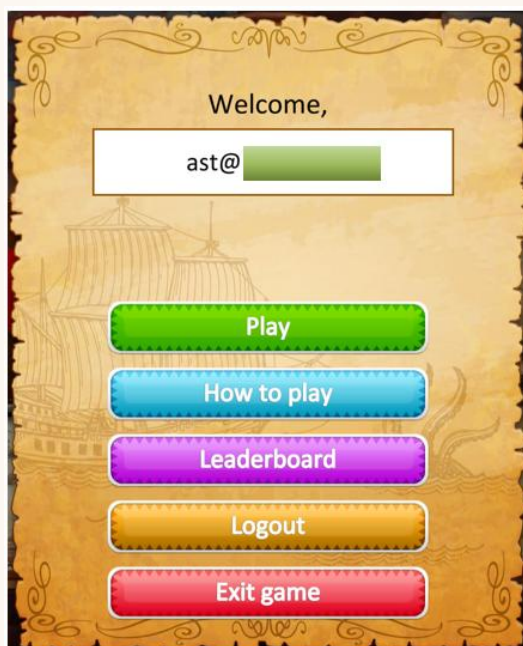 Welcome,
ast@
Play
How to play
Leaderboard
Logout
Exit game